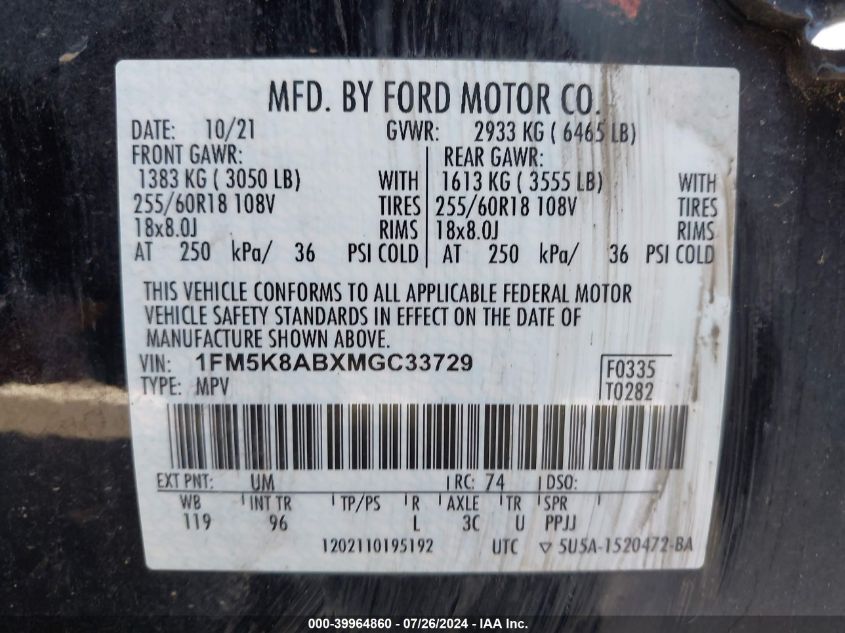 MFD. BY FORD MOTOR CO.
DATE: 10/21 GVWR: 2933 KG ( 6465 LB)
FRONT GAWR: REAR GAWR:
1383 KG ( 3050 LB) WITH 1613 KG ( 3555 LB) WITH
255/60R18 108V TIRES 255/60R18 108V TIRES
18x8.0J RIMS 18x8.0J RIMS
AT 250 kPa/ 36 PSI COLD AT 250 kPa/ 36 PSI COLD
THIS VEHICLE CONFORMS TO ALL APPLICABLE FEDERAL MOTOR
VEHICLE SAFETY STANDARDS IN EFFECT ON THE DATE OF
MANUFACTURE SHOWN ABOVE.
VIN: 1FM5K8ABXMGC33729 F0335
TYPE: MPV T0282
EXT PNT: UM RC: 74 DSO:
WB INT TR TP/PS R AXLE TR SPR
119 96 L 3C U PPJJ
1202110195192 UTC ▽ 5U5A-1520472-BA
000-39964860 - 07/26/2024 - IAA Inc.